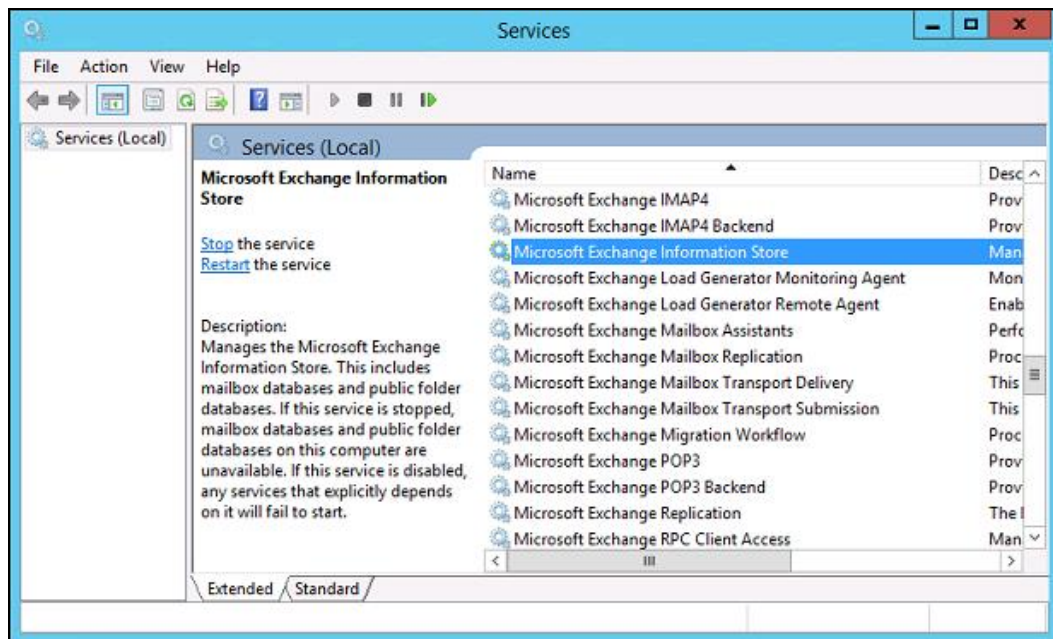 Services
File Action View Help
Services (Local)
Services (Local)
Microsoft Exchange Information
Store
Stop the service
Restart the service
Description:
Manages the Microsoft Exchange
Information Store. This includes
mailbox databases and public folder
databases. If this service is stopped,
mailbox databases and public folder
databases on this computer are
unavailable. If this service is disabled,
any services that explicitly depends
on it will fail to start.
Name Desc
Microsoft Exchange IMAP4 Prov
Microsoft Exchange IMAP4 Backend Prov
Microsoft Exchange Information Store Man
Microsoft Exchange Load Generator Monitoring Agent Mon
Microsoft Exchange Load Generator Remote Agent Enab
Microsoft Exchange Mailbox Assistants Perfo
Microsoft Exchange Mailbox Replication Proc
Microsoft Exchange Mailbox Transport Delivery This
Microsoft Exchange Mailbox Transport Submission This
Microsoft Exchange Migration Workflow Proc
Microsoft Exchange POP3 Prov
Microsoft Exchange POP3 Backend Prov
Microsoft Exchange Replication The
Microsoft Exchange RPC Client Access Man
Extended Standard